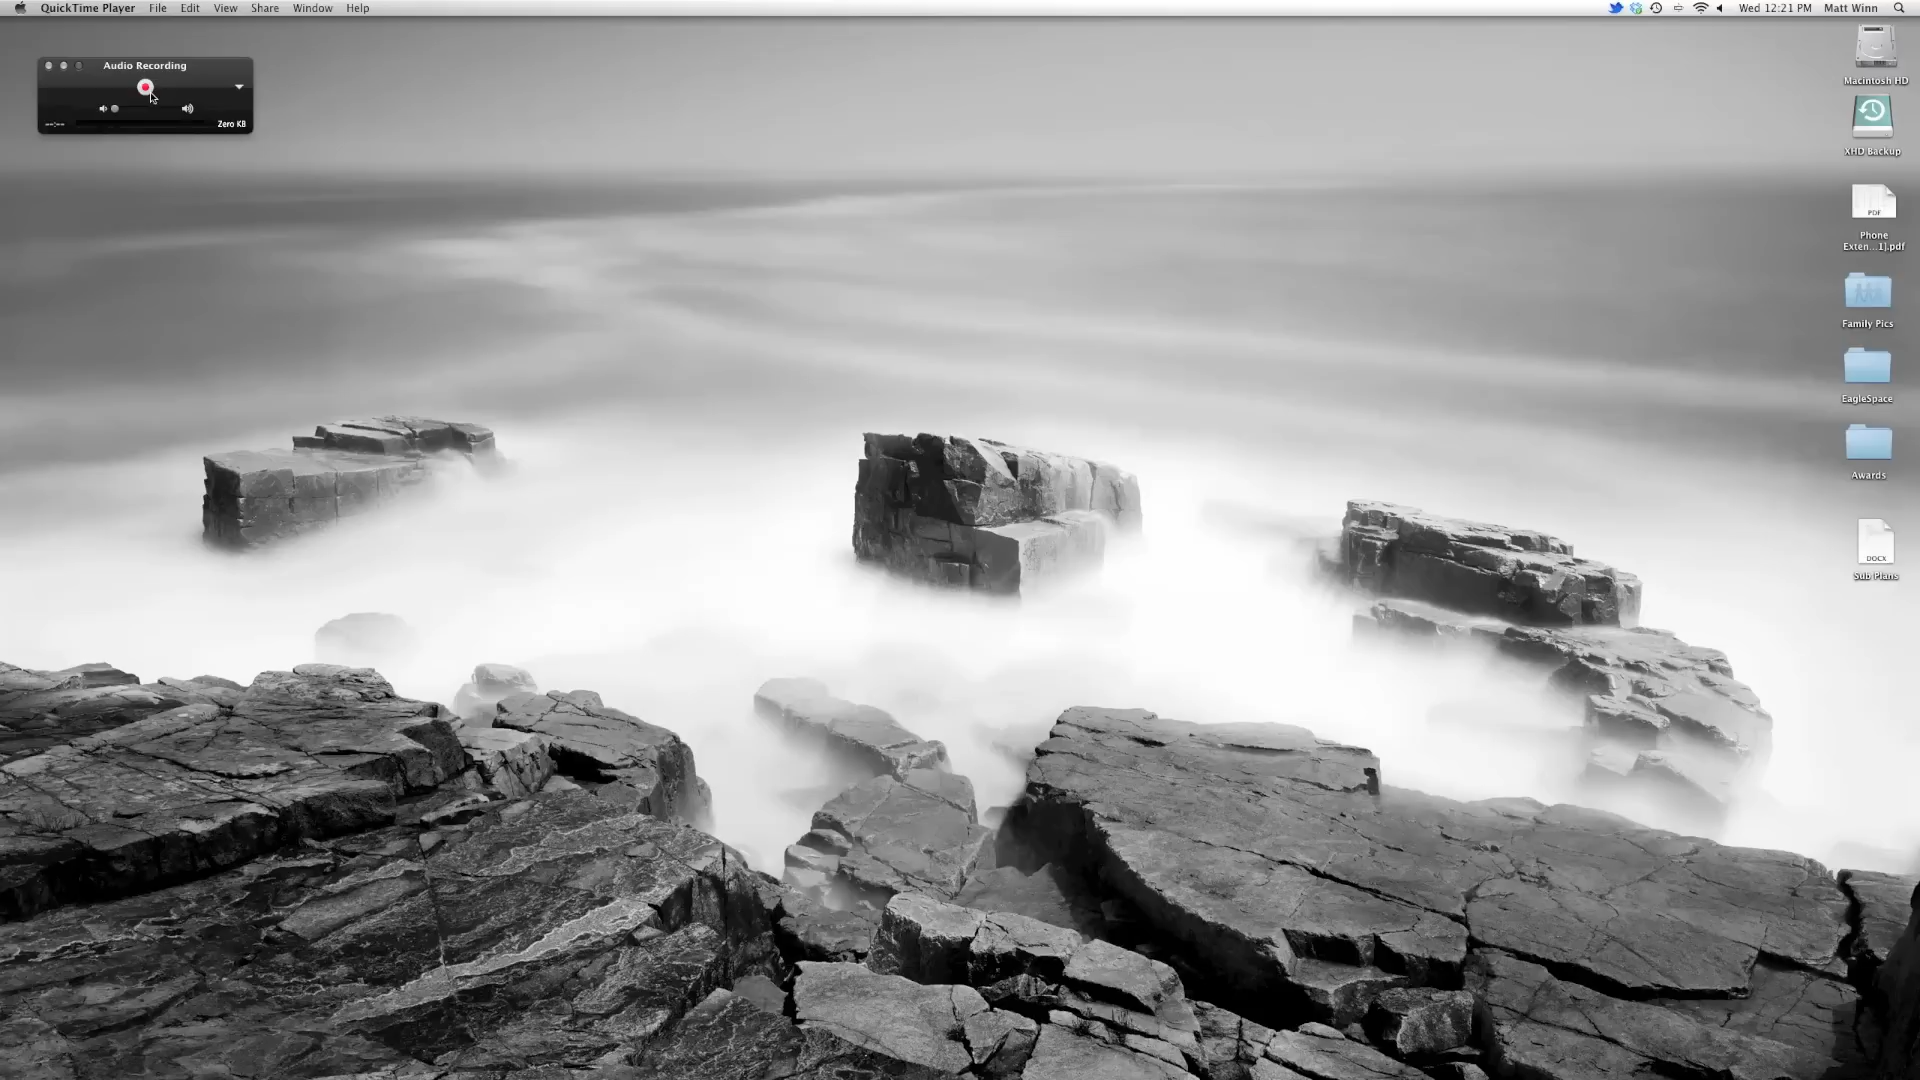 QuickTime Player File Edit View Share Window Help
Wed 12:21 PM Matt Winn
Audio Recording
--:--
Zero KB
Macintosh HD
XHD Backup
PDF
Phone
Exten...1].pdf
Family Pics
EagleSpace
Awards
DOCX
Sub Plans